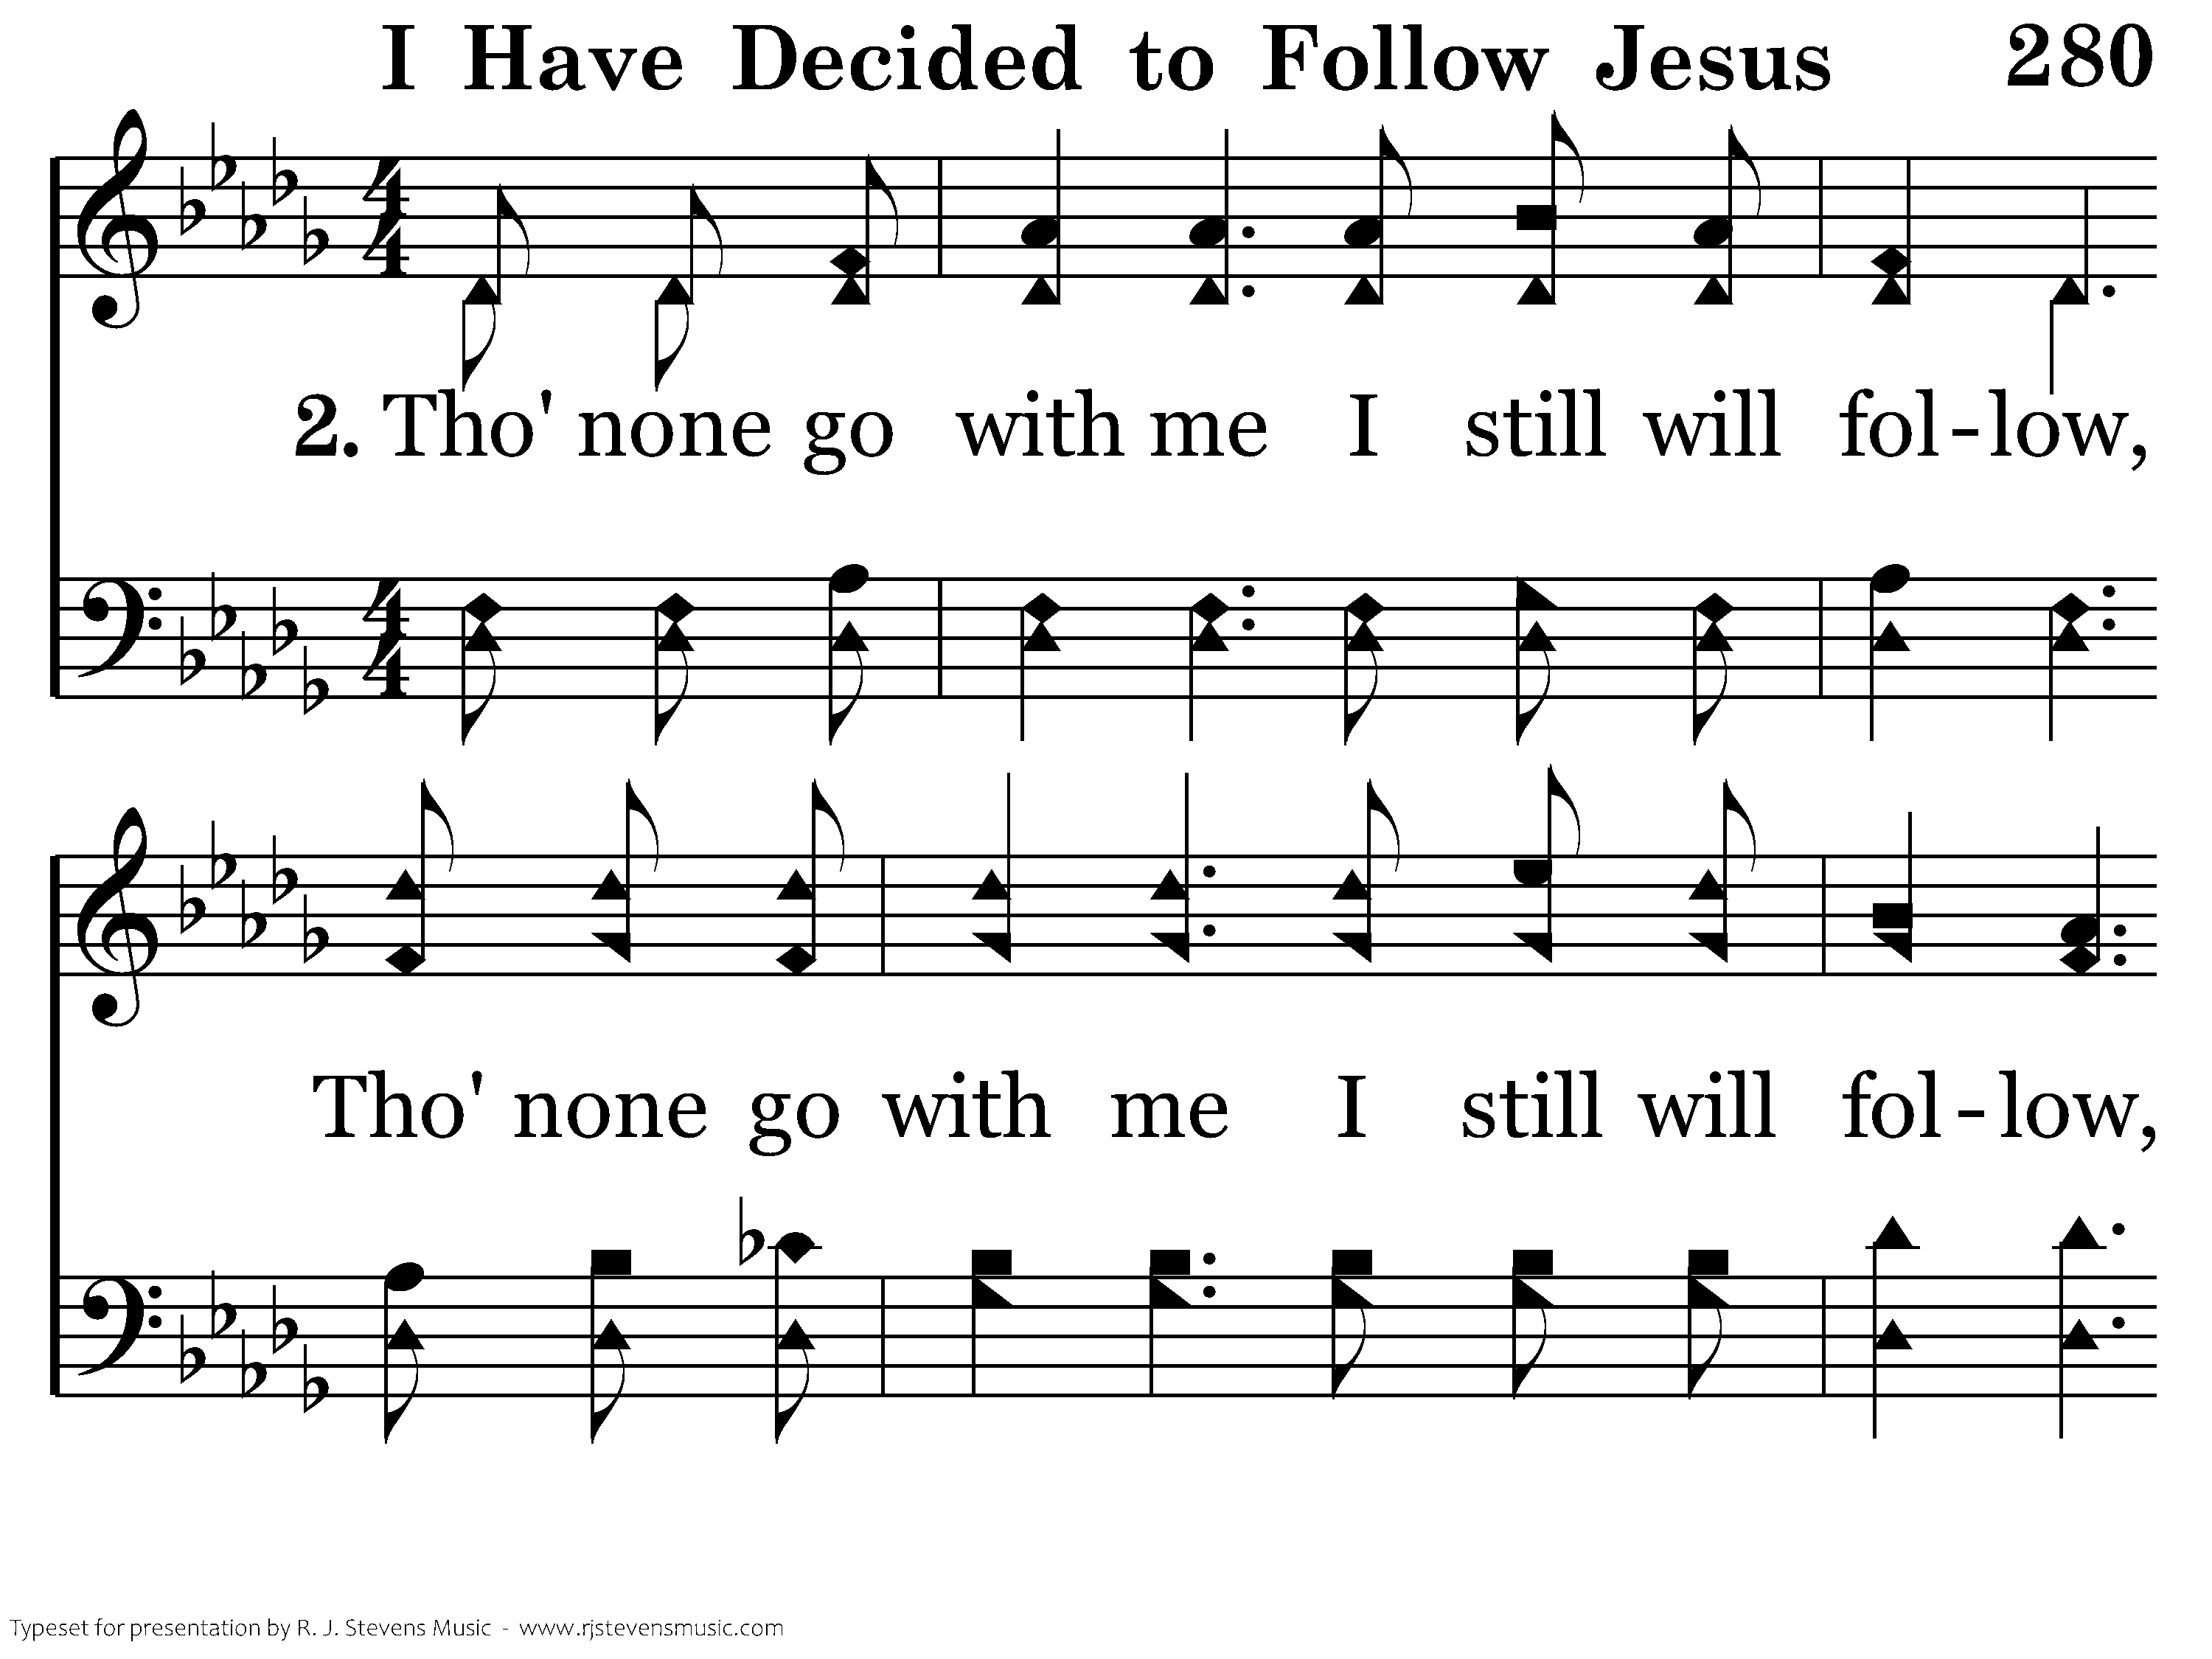 I Have Decided to Follow Jesus 280
2. Tho' none go with me I still will fol-low,
Tho' none go with me I still will fol-low,
Typeset for presentation by R. J. Stevens Music - www.rjstevensmusic.com